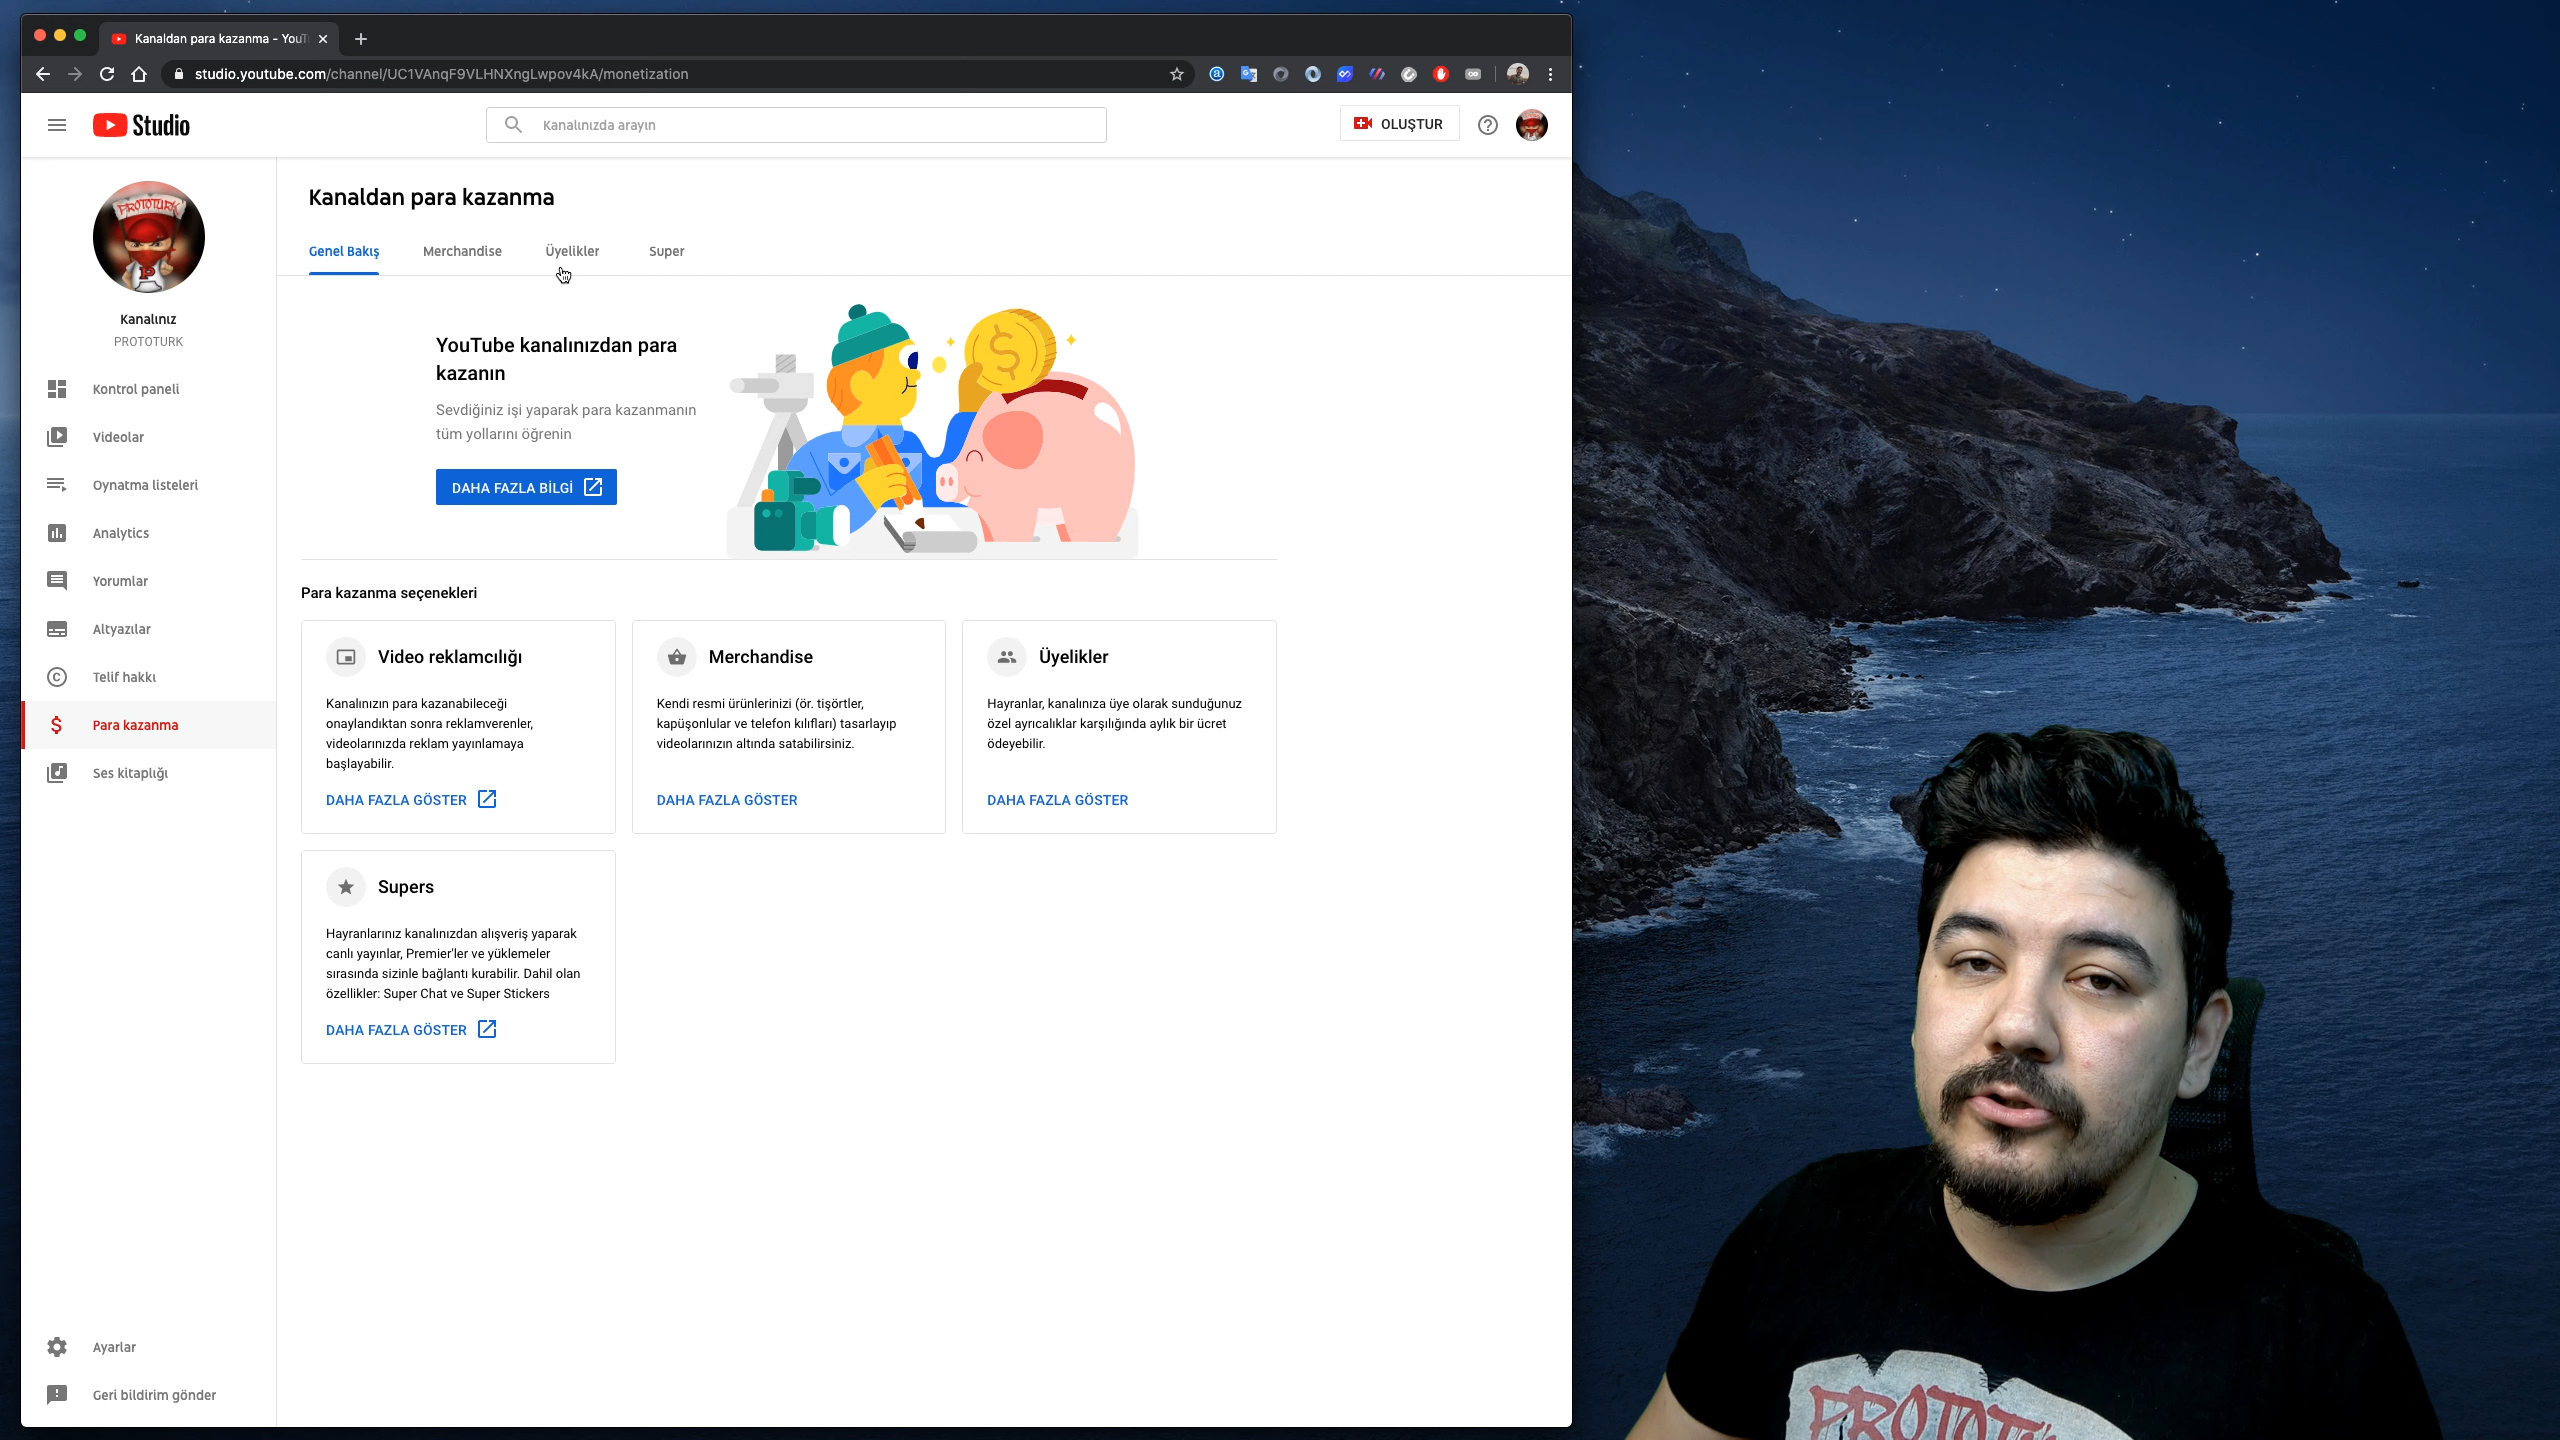 Kanaldan para kazanma - YouT
studio.youtube.com/channel/UC1VAnqF9VLHNXngLwpov4kA/monetization
Studio
Kanalınızda arayın
OLUŞTUR
PROTOTURK
Kanalınız
PROTOTURK
Kontrol paneli
Videolar
Oynatma listeleri
Analytics
Yorumlar
Altyazılar
Telif hakkı
Para kazanma
Ses kitaplığı
Ayarlar
Geri bildirim gönder
Kanaldan para kazanma
Genel Bakış
Merchandise
Üyelikler
Super
YouTube kanalınızdan para
kazanın
Sevdiğiniz işi yaparak para kazanmanın
tüm yollarını öğrenin
DAHA FAZLA BİLGİ
Para kazanma seçenekleri
Video reklamcılığı
Kanalınızın para kazanabileceği
onaylandıktan sonra reklamverenler,
videolarınızda reklam yayınlamaya
başlayabilir.
DAHA FAZLA GÖSTER
Merchandise
Kendi resmi ürünlerinizi (ör. tişörtler,
kapüşonlular ve telefon kılıfları) tasarlayıp
videolarınızın altında satabilirsiniz.
DAHA FAZLA GÖSTER
Üyelikler
Hayranlar, kanalınıza üye olarak sunduğunuz
özel ayrıcalıklar karşılığında aylık bir ücret
ödeyebilir.
DAHA FAZLA GÖSTER
Supers
Hayranlarınız kanalınızdan alışveriş yaparak
canlı yayınlar, Premier'ler ve yüklemeler
sırasında sizinle bağlantı kurabilir. Dahil olan
özellikler: Super Chat ve Super Stickers
DAHA FAZLA GÖSTER
PROTOTURK